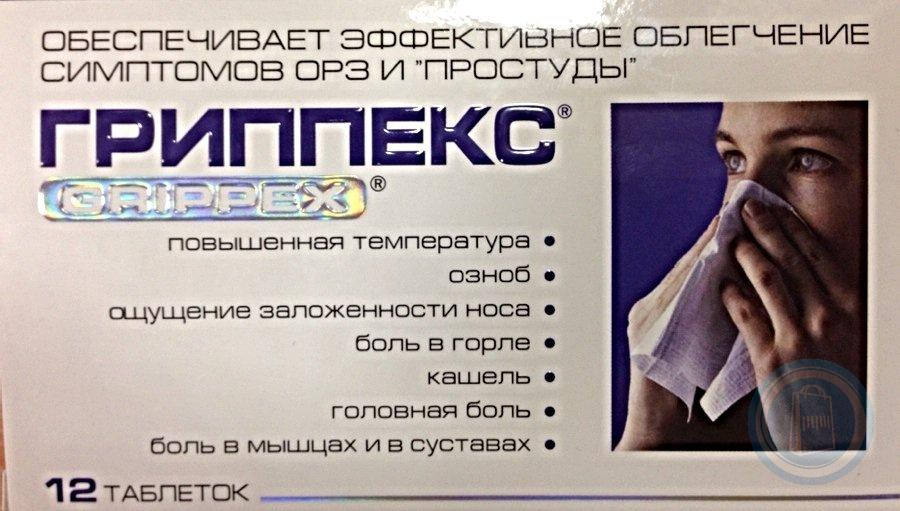 ОБЕСПЕЧИВАЕТ ЭФФЕКТИВНОЕ ОБЛЕГЧЕНИЕ
СИМПТОМОВ ОРЗ И "ПРОСТУДЫ"
ГРИППЕКС®
GRIPPEX®
повышенная температура •
озноб •
ощущение заложенности носа •
боль в горле •
кашель •
головная боль •
боль в мышцах и в суставах •
12 ТАБЛЕТОК